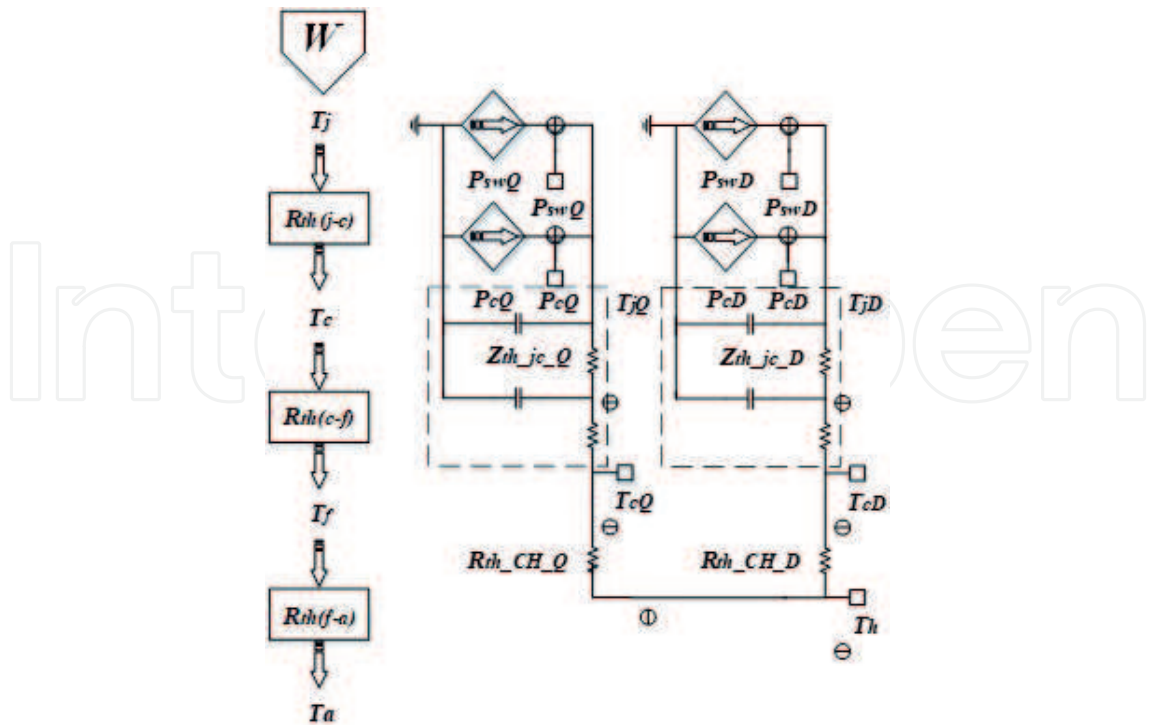 W
Tj
Rth(j-c)
Tc
Rth(c-f)
Tf
Rth(f-a)
Ta
PswQ
PswQ
PcQ PcQ
TjQ
Zth_jc_Q
TcQ
Rth_CH_Q
PswD
PswD
PcD PcD
TjD
Zth_jc_D
TcD
Rth_CH_D
Th